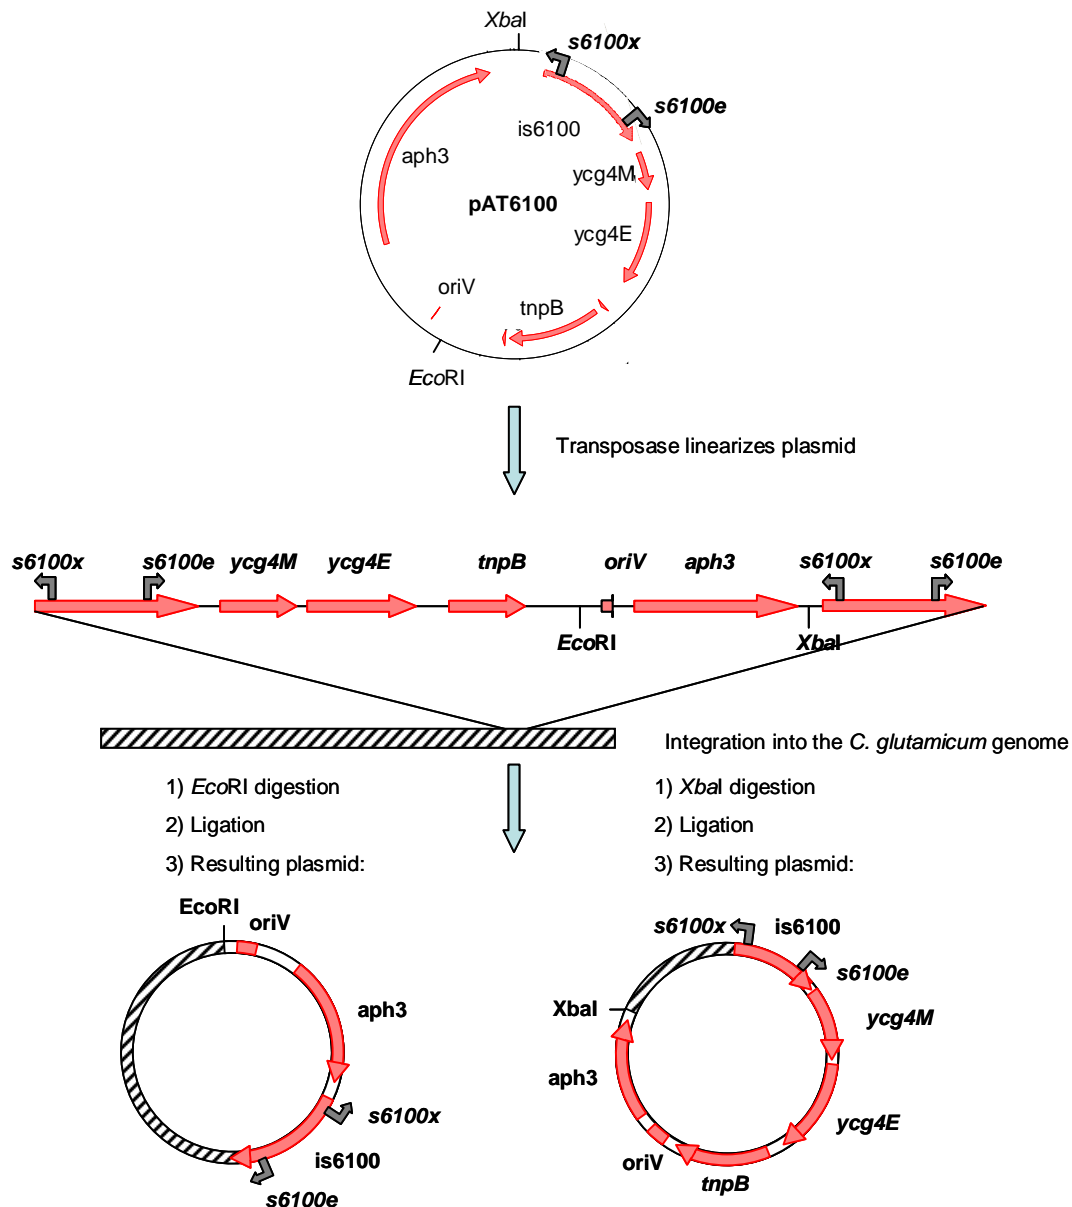 XbaI
s6100x
s6100e
is6100
aph3
ycg4M
pAT6100
ycg4E
oriV
tnpB
EcoRI
Transposase linearizes plasmid
s6100x s6100e ycg4M ycg4E tnpB oriV aph3 s6100x s6100e
EcoRI XbaI
Integration into the C. glutamicum genome
1) EcoRI digestion
2) Ligation
3) Resulting plasmid:
1) XbaI digestion
2) Ligation
3) Resulting plasmid:
EcoRI
oriV
aph3
s6100x
is6100
s6100e
s6100x
is6100
s6100e
XbaI
ycg4M
aph3
ycg4E
oriV
tnpB